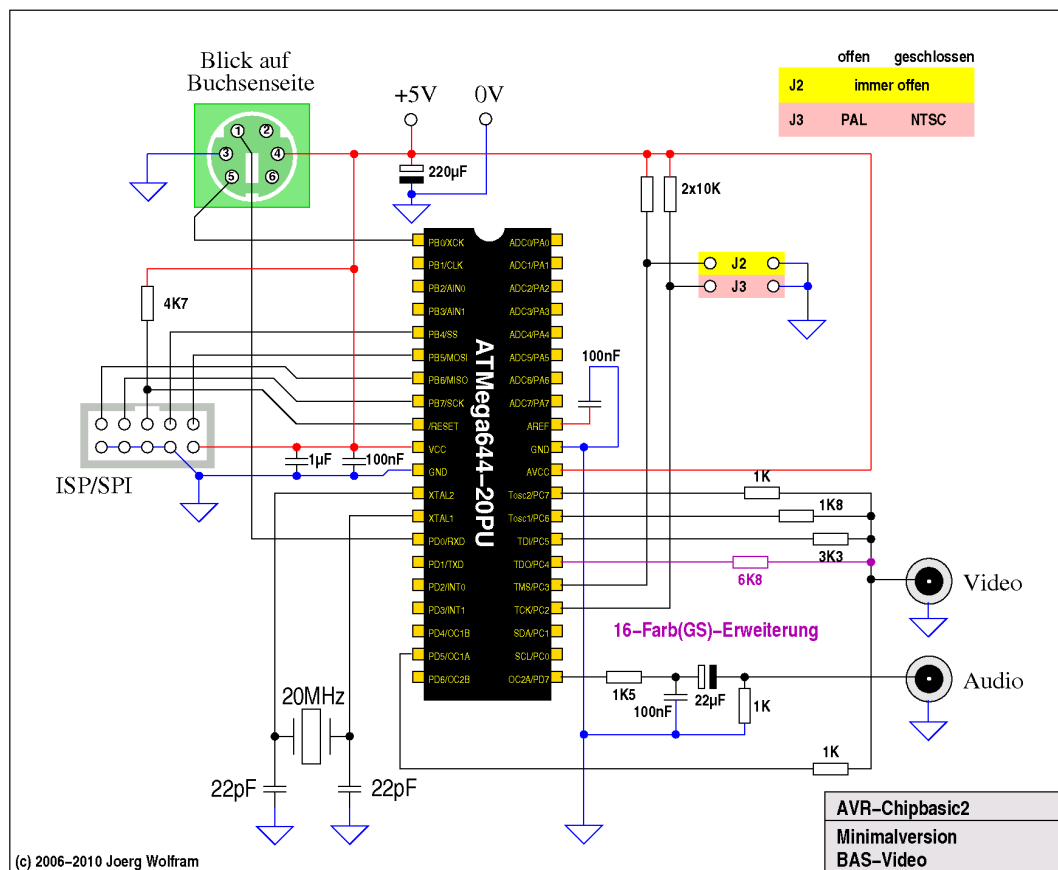 Blick auf
Buchsenseite
1
2
3
4
5
6
+5V
0V
220µF
offen geschlossen
J2 immer offen
J3 PAL NTSC
2x10K
J2
J3
4K7
ISP/SPI
1µF
100nF
100nF
ATMega644-20PU
PB0/XCK
PB1/CLK
PB2/AIN0
PB3/AIN1
PB4/SS
PB5/MOSI
PB6/MISO
PB7/SCK
/RESET
VCC
GND
XTAL2
XTAL1
PD0/RXD
PD1/TXD
PD2/INT0
PD3/INT1
PD4/OC1B
PD5/OC1A
PD6/OC2B
ADC0/PA0
ADC1/PA1
ADC2/PA2
ADC3/PA3
ADC4/PA4
ADC5/PA5
ADC6/PA6
ADC7/PA7
AREF
GND
AVCC
Tosc2/PC7
Tosc1/PC6
TDI/PC5
TDO/PC4
TMS/PC3
TCK/PC2
SDA/PC1
SCL/PC0
OC2A/PD7
1K
1K8
3K3
6K8
Video
16-Farb(GS)-Erweiterung
Audio
1K5
100nF
22µF
1K
1K
20MHz
22pF
22pF
AVR-Chipbasic2
Minimalversion
BAS-Video
(c) 2006-2010 Joerg Wolfram